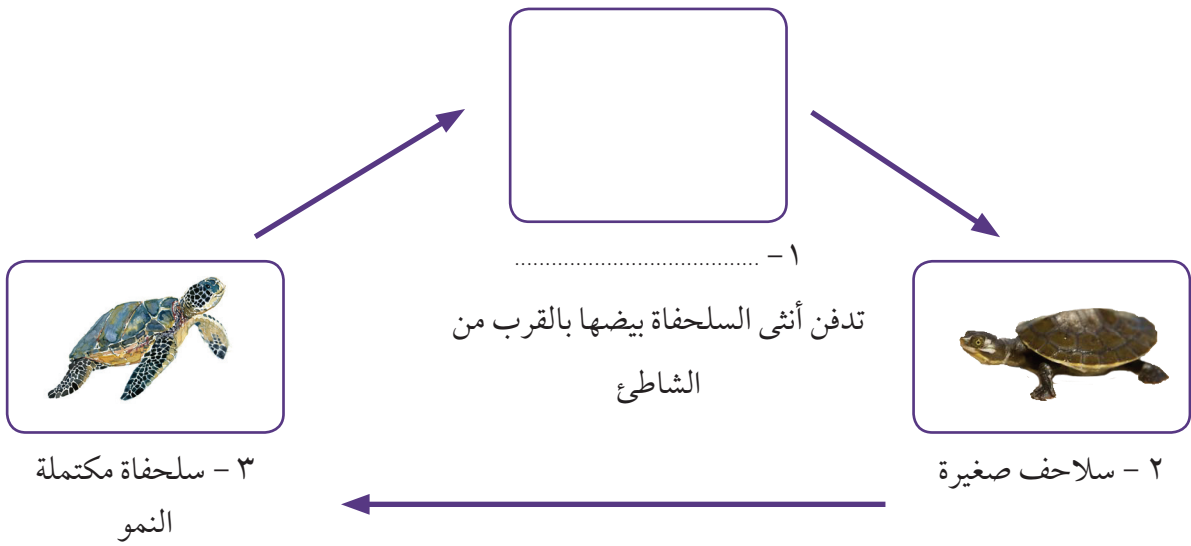 ١ – ........................................
تدفن أنثى السلحفاة بيضها بالقرب من
الشاطئ
٢ – سلاحف صغيرة
٣ – سلحفاة مكتملة
النمو